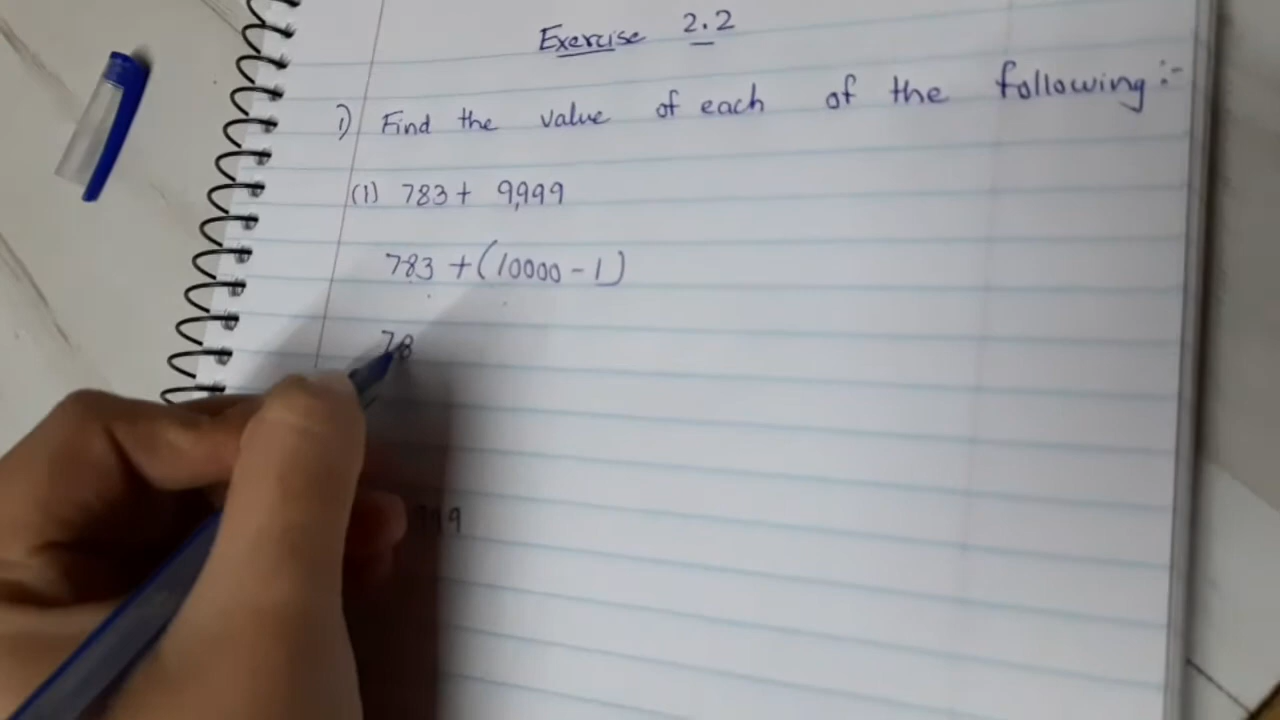 Exercise 2.2
1) Find the value of each of the following :-
(1) 783 + 9,999
783 + (10000 - 1)
78